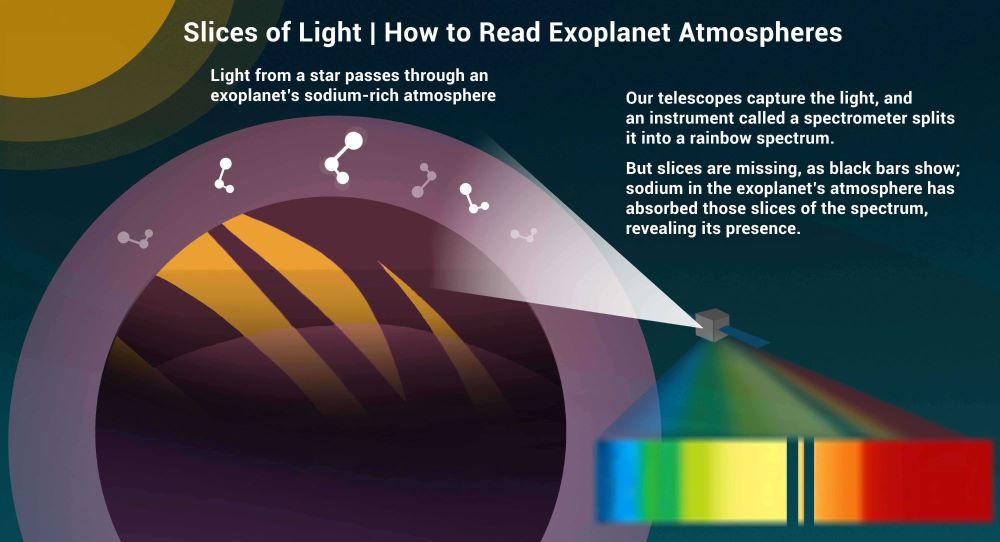 Slices of Light | How to Read Exoplanet Atmospheres
Light from a star passes through an
exoplanet's sodium-rich atmosphere
Our telescopes capture the light, and
an instrument called a spectrometer splits
it into a rainbow spectrum.
But slices are missing, as black bars show;
sodium in the exoplanet's atmosphere has
absorbed those slices of the spectrum,
revealing its presence.